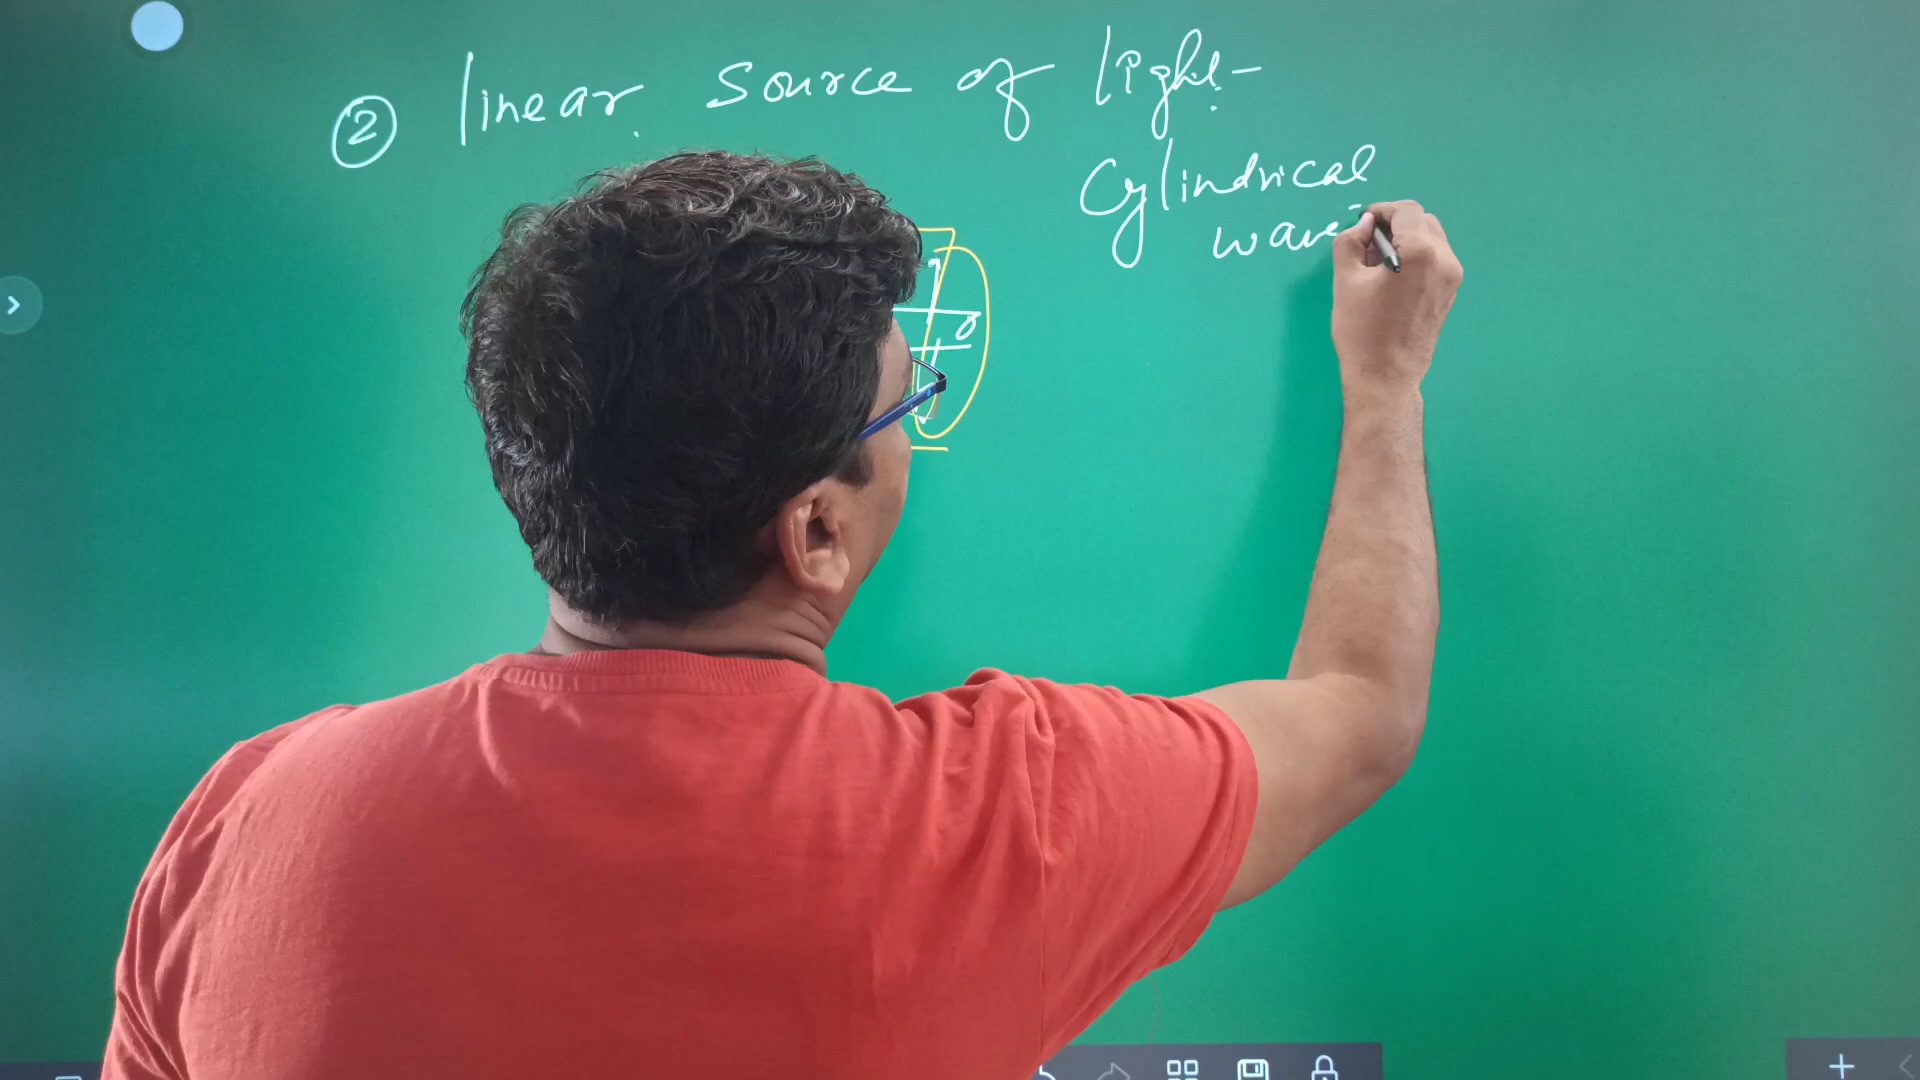 ② linear source of light-
Cylindrical
wave